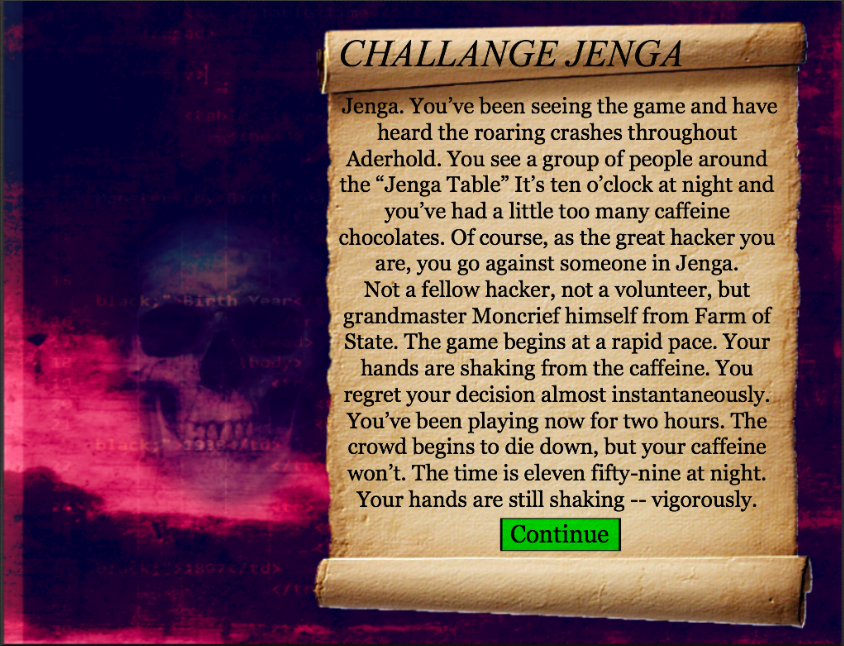 CHALLANGE JENGA
Jenga. You’ve been seeing the game and have
heard the roaring crashes throughout
Aderhold. You see a group of people around
the “Jenga Table” It’s ten o’clock at night and
you’ve had a little too many caffeine
chocolates. Of course, as the great hacker you
are, you go against someone in Jenga.
Not a fellow hacker, not a volunteer, but
grandmaster Moncrief himself from Farm of
State. The game begins at a rapid pace. Your
hands are shaking from the caffeine. You
regret your decision almost instantaneously.
You’ve been playing now for two hours. The
crowd begins to die down, but your caffeine
won’t. The time is eleven fifty-nine at night.
Your hands are still shaking -- vigorously.
Continue
black;">Birth Year<